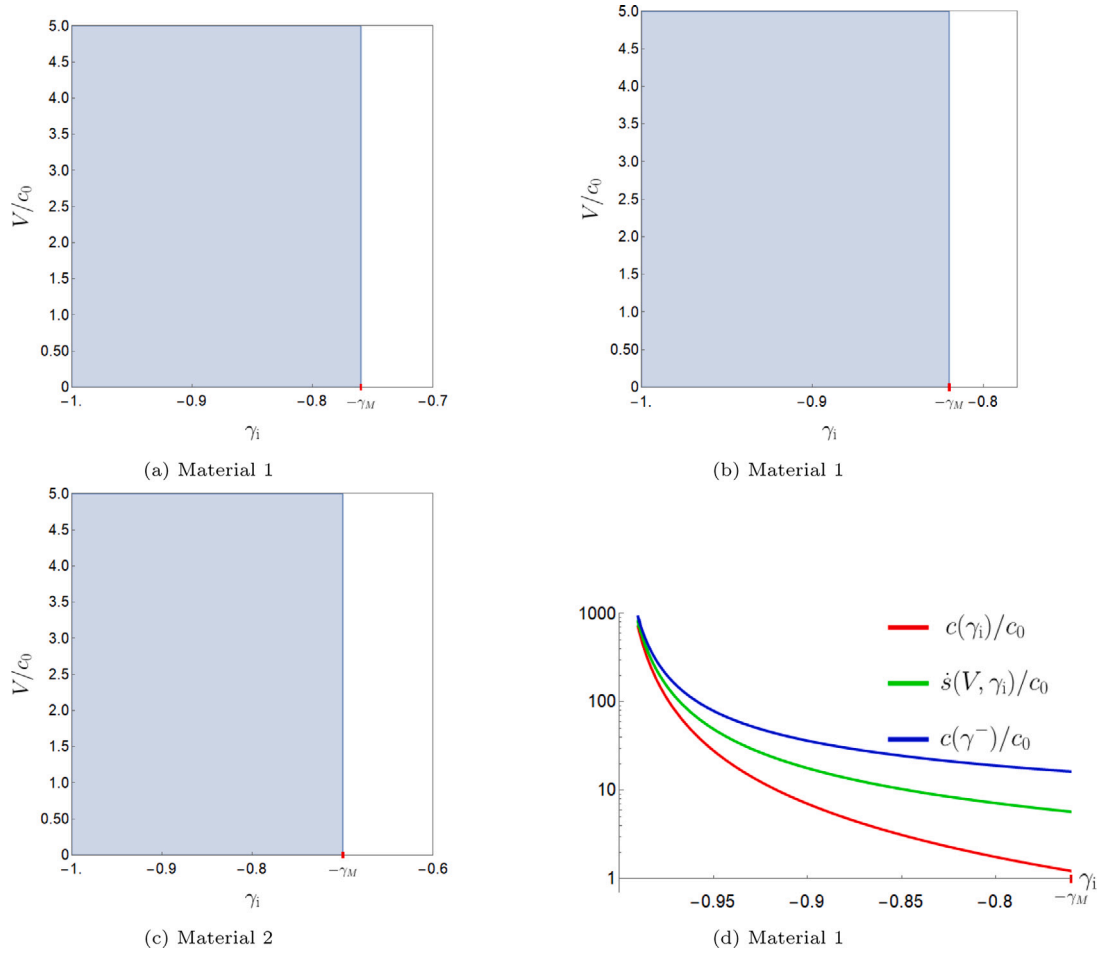 5.0
4.5
4.0
3.5
3.0
2.5
2.0
1.5
1.0
0.50
0
V/c₀
-1. -0.9 -0.8 −γ_M -0.7
γᵢ
(a) Material 1
5.0
4.5
4.0
3.5
3.0
2.5
2.0
1.5
1.0
0.50
0
V/c₀
-1. -0.9 −γ_M -0.8
γᵢ
(b) Material 1
5.0
4.5
4.0
3.5
3.0
2.5
2.0
1.5
1.0
0.50
0
V/c₀
-1. -0.9 -0.8 −γ_M -0.6
γᵢ
(c) Material 2
1000
100
10
1
c(γᵢ)/c₀
ṡ(V, γᵢ)/c₀
c(γ⁻)/c₀
γᵢ
-0.95 -0.9 -0.85 -0.8 −γ_M
(d) Material 1